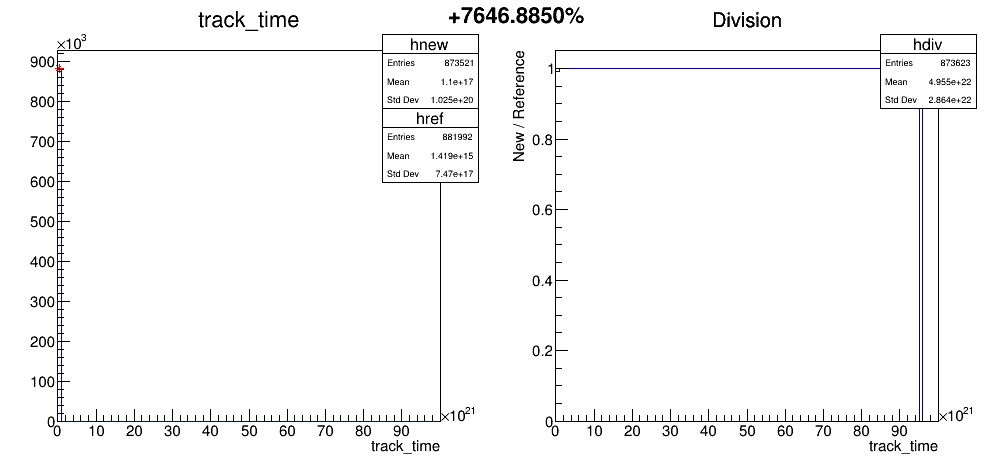 +7646.8850%
track_time
×10³
hnew
Entries 873521
Mean 1.1e+17
Std Dev 1.025e+20
href
Entries 881992
Mean 1.419e+15
Std Dev 7.47e+17
900
800
700
600
500
400
300
200
100
0
0 10 20 30 40 50 60 70 80 90
×10²¹
track_time
Division
hdiv
Entries 873623
Mean 4.955e+22
Std Dev 2.864e+22
New / Reference
1
0.8
0.6
0.4
0.2
0
0 10 20 30 40 50 60 70 80 90
×10²¹
track_time